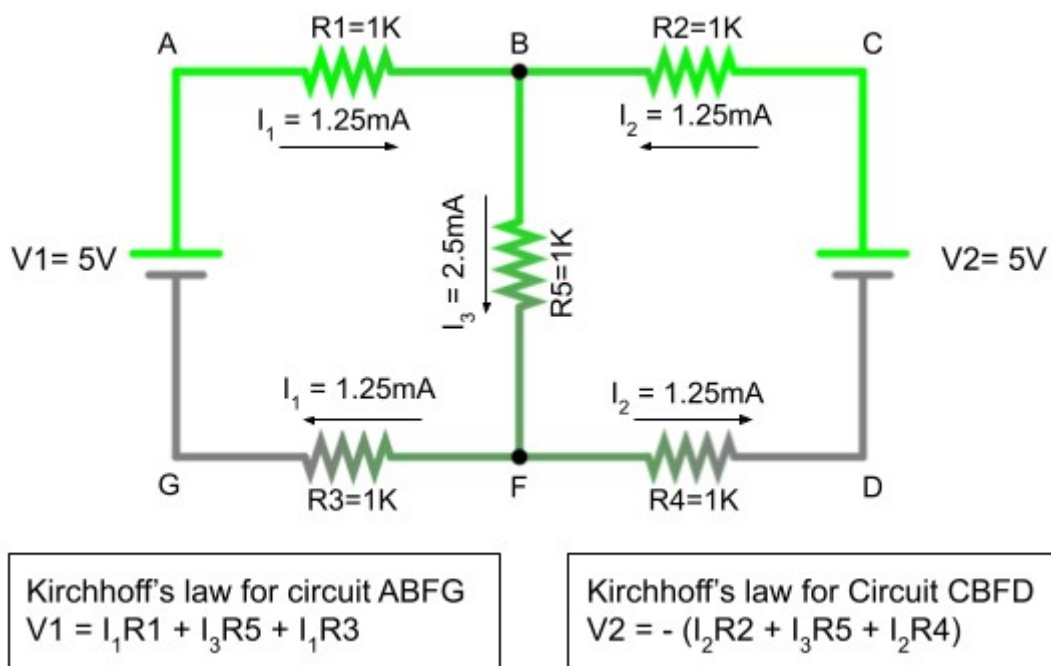 A
R1=1K
B
R2=1K
C
I₁ = 1.25mA
I₂ = 1.25mA
V1= 5V
I₃ = 2.5mA
R5=1K
V2= 5V
I₁ = 1.25mA
I₂ = 1.25mA
G
R3=1K
F
R4=1K
D
Kirchhoff's law for circuit ABFG
V1 = I₁R1 + I₃R5 + I₁R3
Kirchhoff's law for Circuit CBFD
V2 = - (I₂R2 + I₃R5 + I₂R4)